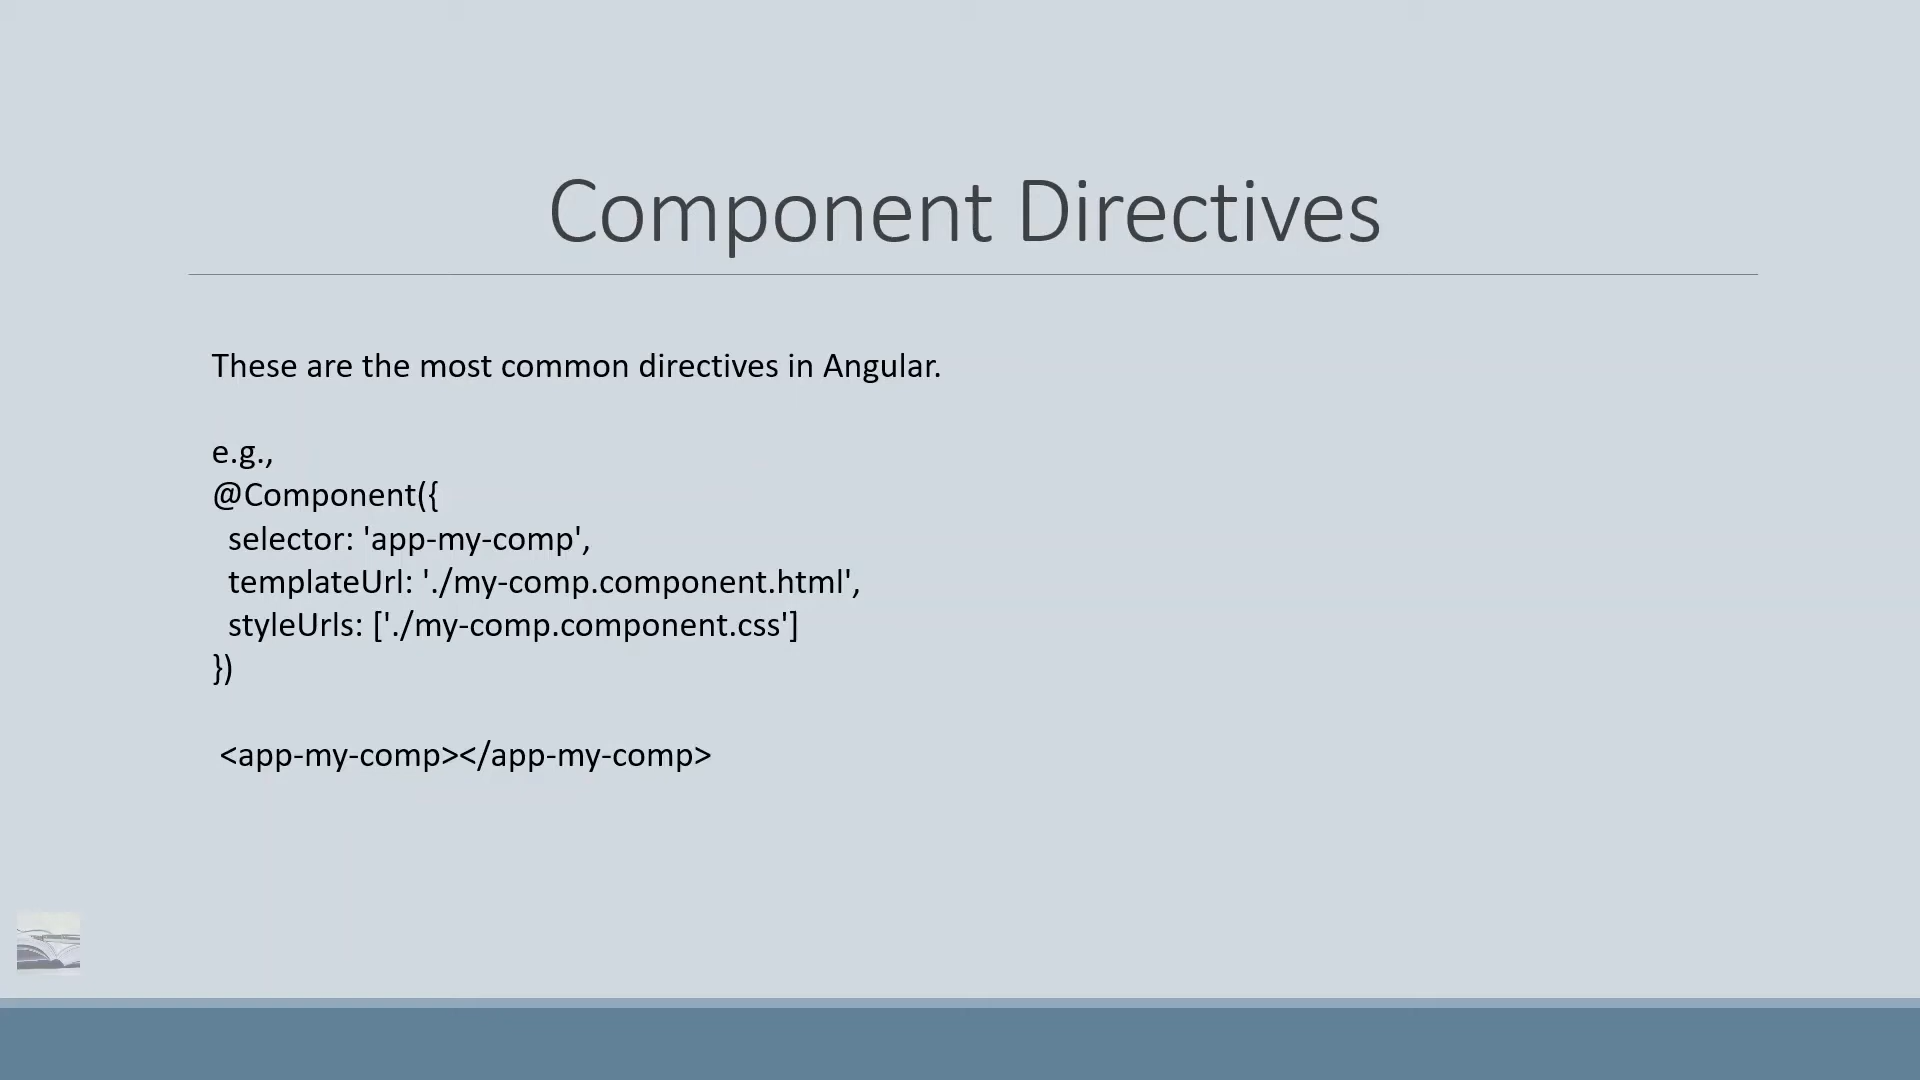 Component Directives
These are the most common directives in Angular.
e.g.,
@Component({
selector: 'app-my-comp',
templateUrl: './my-comp.component.html',
styleUrls: ['./my-comp.component.css']
})
<app-my-comp></app-my-comp>